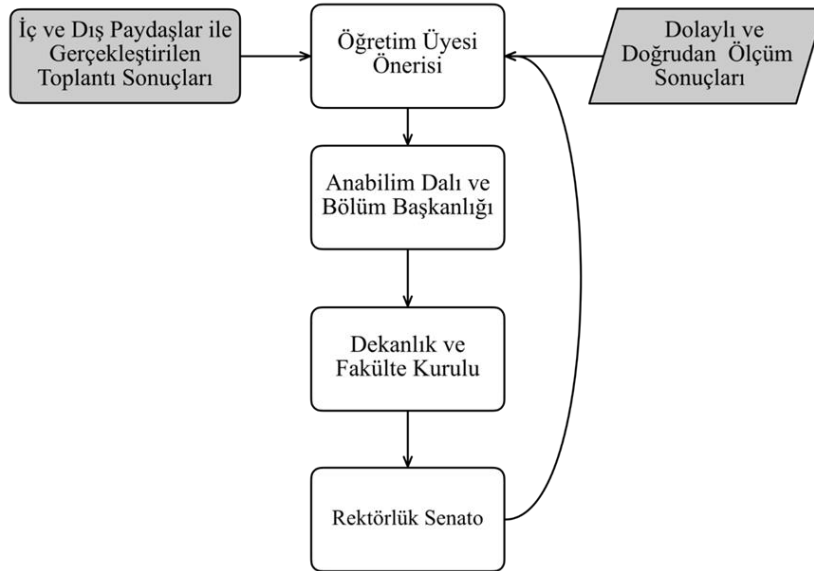 İç ve Dış Paydaşlar ile
Gerçekleştirilen
Toplantı Sonuçları
Öğretim Üyesi
Önerisi
Dolaylı ve
Doğrudan Ölçüm
Sonuçları
Anabilim Dalı ve
Bölüm Başkanlığı
Dekanlık ve
Fakülte Kurulu
Rektörlük Senato